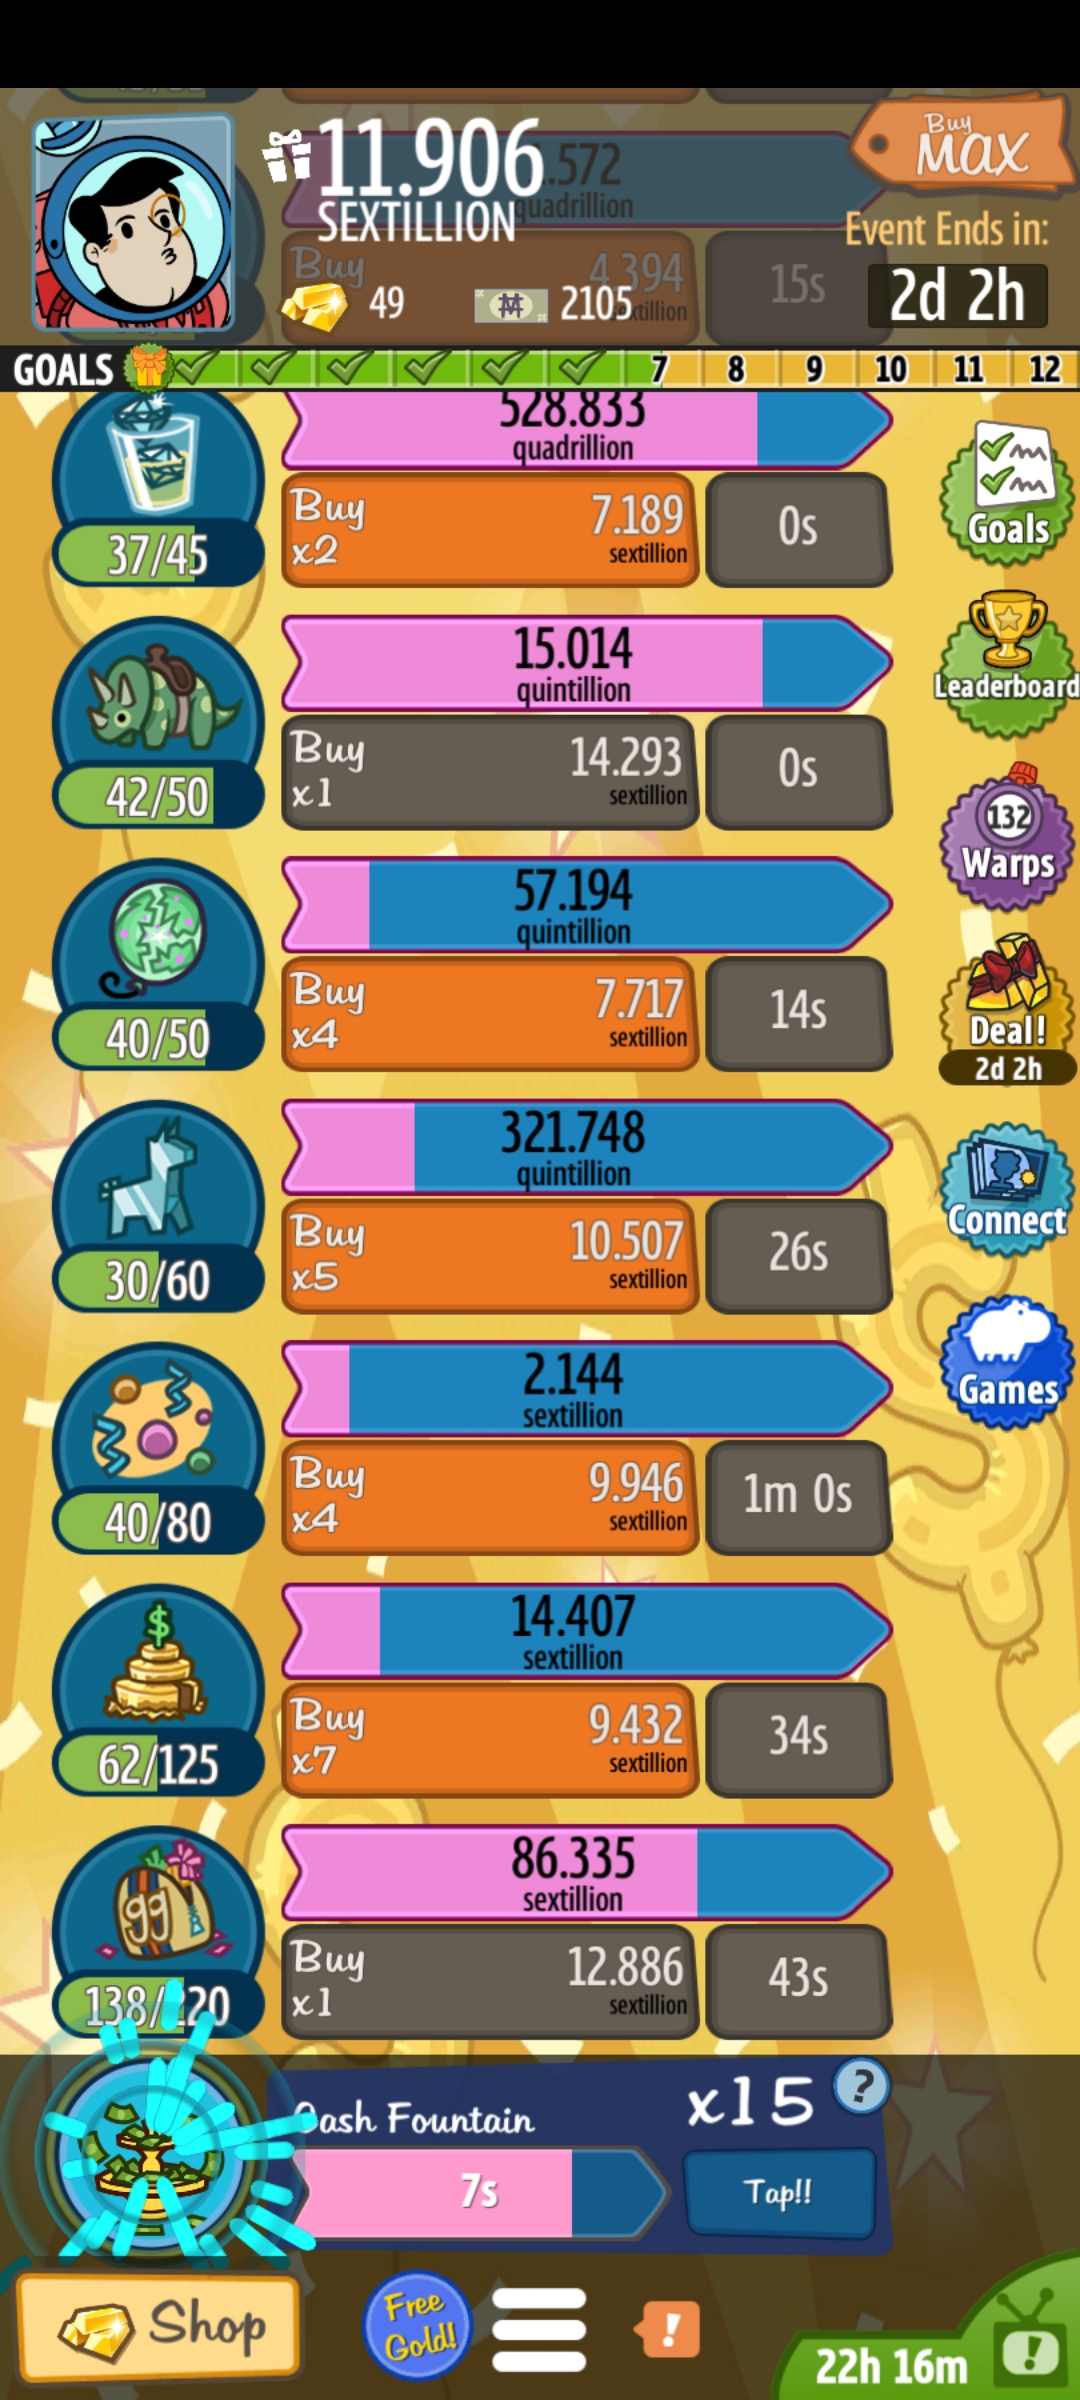 11.906
SEXTILLION
.572
quadrillion
Buy
MAX
Event Ends in:
2d 2h
Buy
4.394
15s
49
2105
GOALS
7
8
9
10
11
12
528.833
quadrillion
Buy
x2
7.189
sextillion
0s
37/45
Goals
15.014
quintillion
Buy
x1
14.293
sextillion
0s
42/50
Leaderboard
132
Warps
57.194
quintillion
Buy
x4
7.717
sextillion
14s
40/50
Deal!
2d 2h
321.748
quintillion
Buy
x5
10.507
sextillion
26s
30/60
Connect
2.144
sextillion
Buy
x4
9.946
sextillion
1m 0s
40/80
Games
$
14.407
sextillion
Buy
x7
9.432
sextillion
34s
62/125
99
86.335
sextillion
Buy
x1
12.886
sextillion
43s
138/220
Cash Fountain
x15
?
7s
Tap!!
Shop
Free
Gold!
!
22h 16m
!